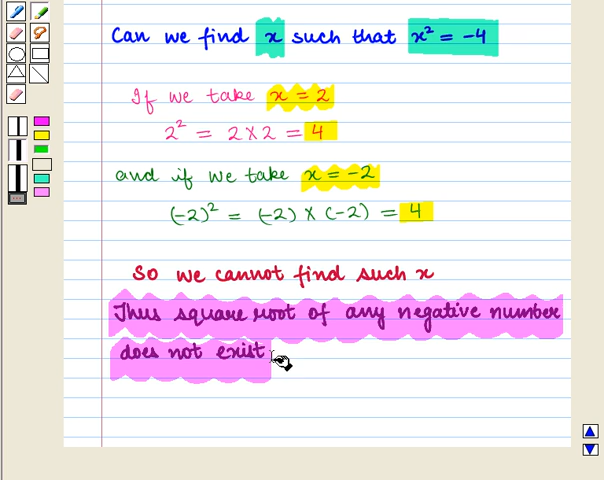 Can we find x such that x² = -4
If we take x = 2
2² = 2 × 2 = 4
and if we take x = -2
(-2)² = (-2) × (-2) = 4
So we cannot find such x
Thus square root of any negative number
does not exist